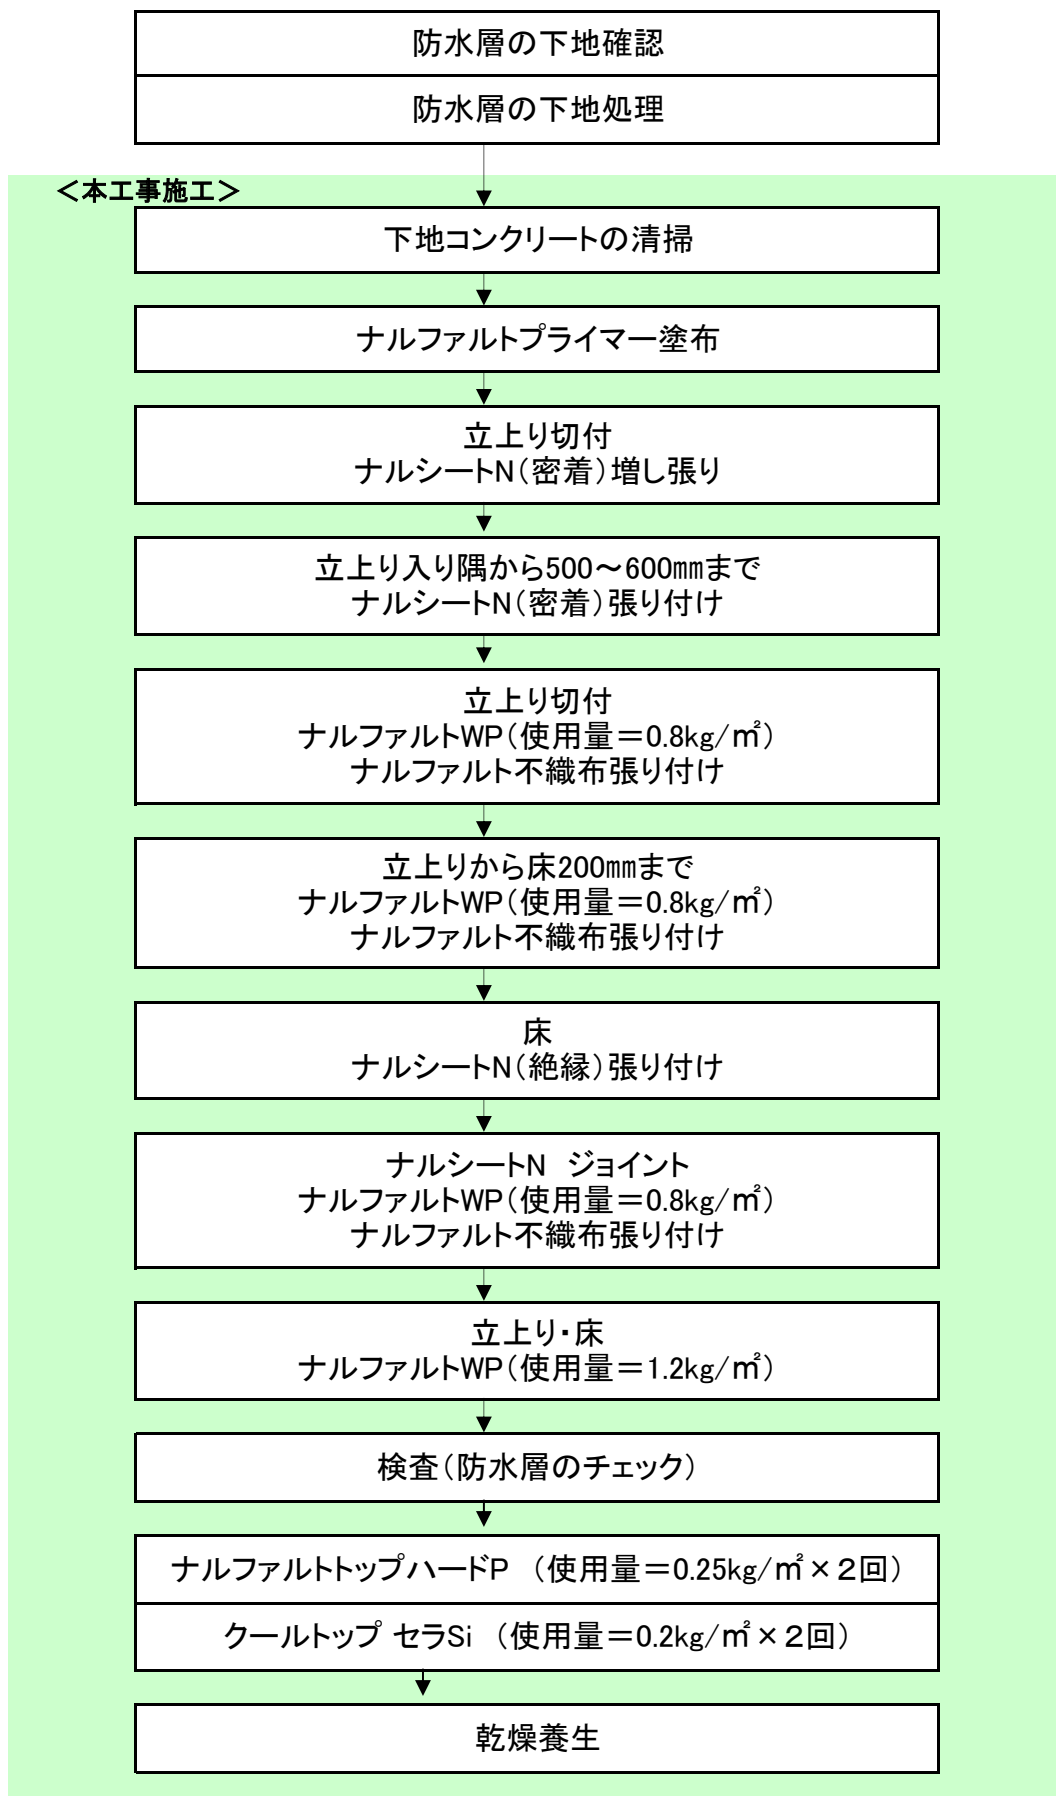 防水層の下地確認
防水層の下地処理
＜本工事施工＞
下地コンクリートの清掃
ナルファルトプライマー塗布
立上り切付
ナルシートN（密着）増し張り
立上り入り隅から500～600㎜まで
ナルシートN（密着）張り付け
立上り切付
ナルファルトWP（使用量＝0.8kg/㎡）
ナルファルト不織布張り付け
立上りから床200㎜まで
ナルファルトWP（使用量＝0.8kg/㎡）
ナルファルト不織布張り付け
床
ナルシートN（絶縁）張り付け
ナルシートN　ジョイント
ナルファルトWP（使用量＝0.8kg/㎡）
ナルファルト不織布張り付け
立上り・床
ナルファルトWP（使用量＝1.2kg/㎡）
検査（防水層のチェック）
ナルファルトトップハードP　（使用量＝0.25kg/㎡×２回）
クールトップ セラSi　（使用量＝0.2kg/㎡×２回）
乾燥養生